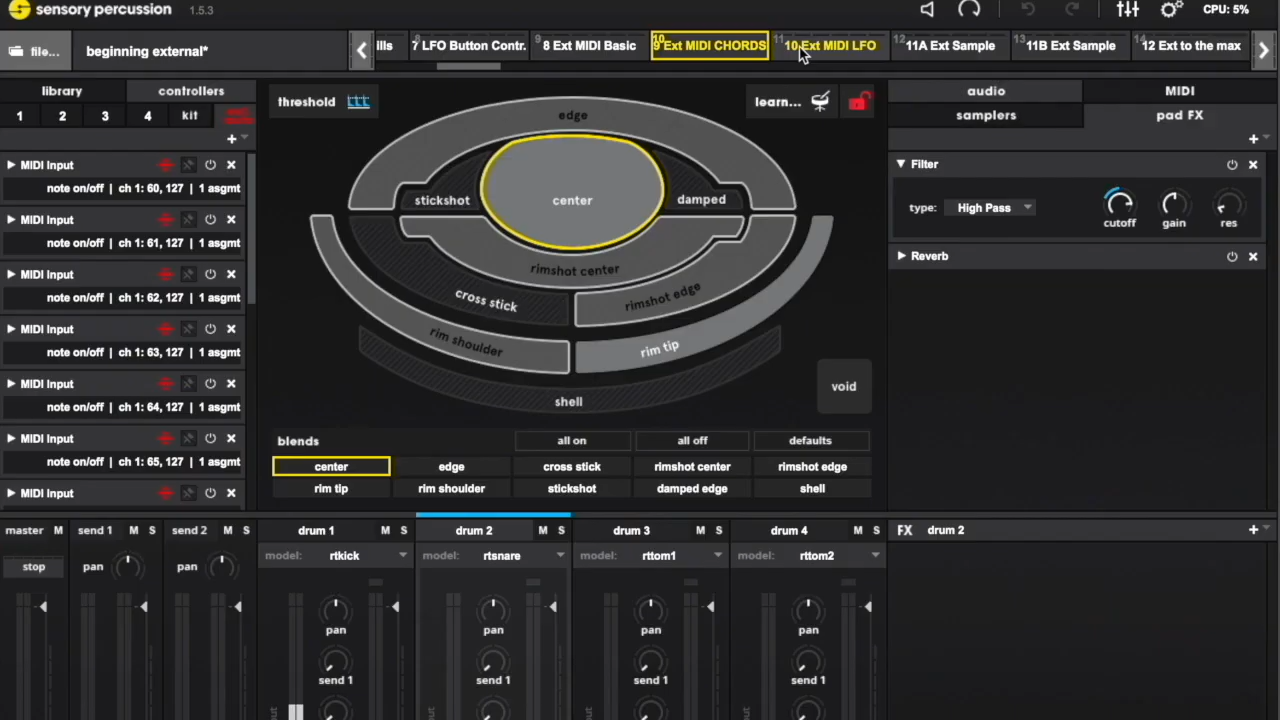 sensory percussion 1.5.3 CPU: 5%
file... beginning external* ills 8 7 LFO Button Contr. 9 8 Ext MIDI Basic 10 9 Ext MIDI CHORDS 11 10 Ext MIDI LFO 12 11A Ext Sample 13 11B Ext Sample 14 12 Ext to the max
library controllers
1 2 3 4 kit
MIDI Input
note on/off | ch 1: 60, 127 | 1 asgmt
MIDI Input
note on/off | ch 1: 61, 127 | 1 asgmt
MIDI Input
note on/off | ch 1: 62, 127 | 1 asgmt
MIDI Input
note on/off | ch 1: 63, 127 | 1 asgmt
MIDI Input
note on/off | ch 1: 64, 127 | 1 asgmt
MIDI Input
note on/off | ch 1: 65, 127 | 1 asgmt
MIDI Input
threshold learn...
edge
stickshot center damped
rimshot center
cross stick rimshot edge
rim shoulder rim tip
shell
void
blends all on all off defaults
center edge cross stick rimshot center rimshot edge
rim tip rim shoulder stickshot damped edge shell
audio MIDI
samplers pad FX
Filter
type: High Pass
cutoff gain res
Reverb
master M send 1 M S send 2 M S drum 1 M S drum 2 M S drum 3 M S drum 4 M S FX drum 2
stop pan pan model: rtkick model: rtsnare model: rttom1 model: rttom2
pan pan pan pan
send 1 send 1 send 1 send 1